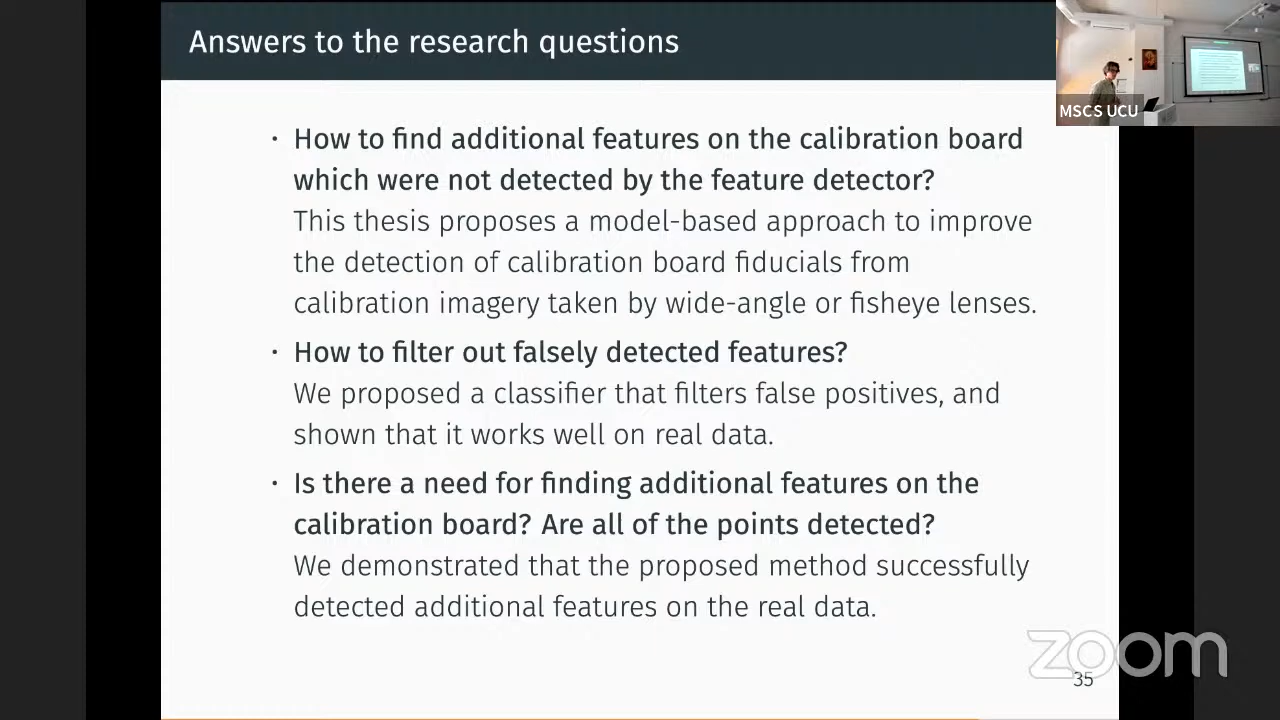 Answers to the research questions
MSCS UCU
• How to find additional features on the calibration board
which were not detected by the feature detector?
This thesis proposes a model-based approach to improve
the detection of calibration board fiducials from
calibration imagery taken by wide-angle or fisheye lenses.
• How to filter out falsely detected features?
We proposed a classifier that filters false positives, and
shown that it works well on real data.
• Is there a need for finding additional features on the
calibration board? Are all of the points detected?
We demonstrated that the proposed method successfully
detected additional features on the real data.
zoom
35